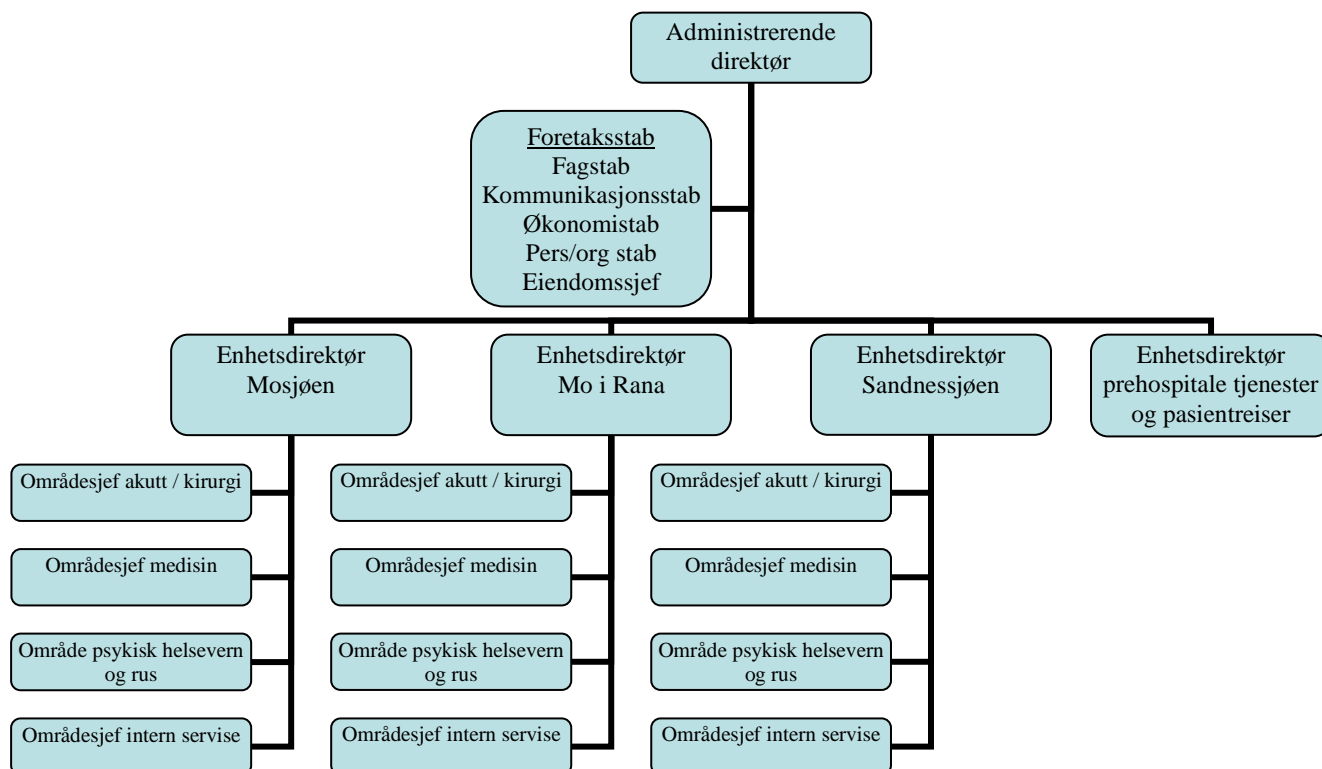 Administrerende
direktør
Foretaksstab
Fagstab
Kommunikasjonsstab
Økonomistab
Pers/org stab
Eiendomssjef
Enhetsdirektør
Mosjøen
Enhetsdirektør
Mo i Rana
Enhetsdirektør
Sandnessjøen
Enhetsdirektør
prehospitale tjenester
og pasientreiser
Områdesjef akutt / kirurgi
Områdesjef medisin
Område psykisk helsevern
og rus
Områdesjef intern servise
Områdesjef akutt / kirurgi
Områdesjef medisin
Område psykisk helsevern
og rus
Områdesjef intern servise
Områdesjef akutt / kirurgi
Områdesjef medisin
Område psykisk helsevern
og rus
Områdesjef intern servise